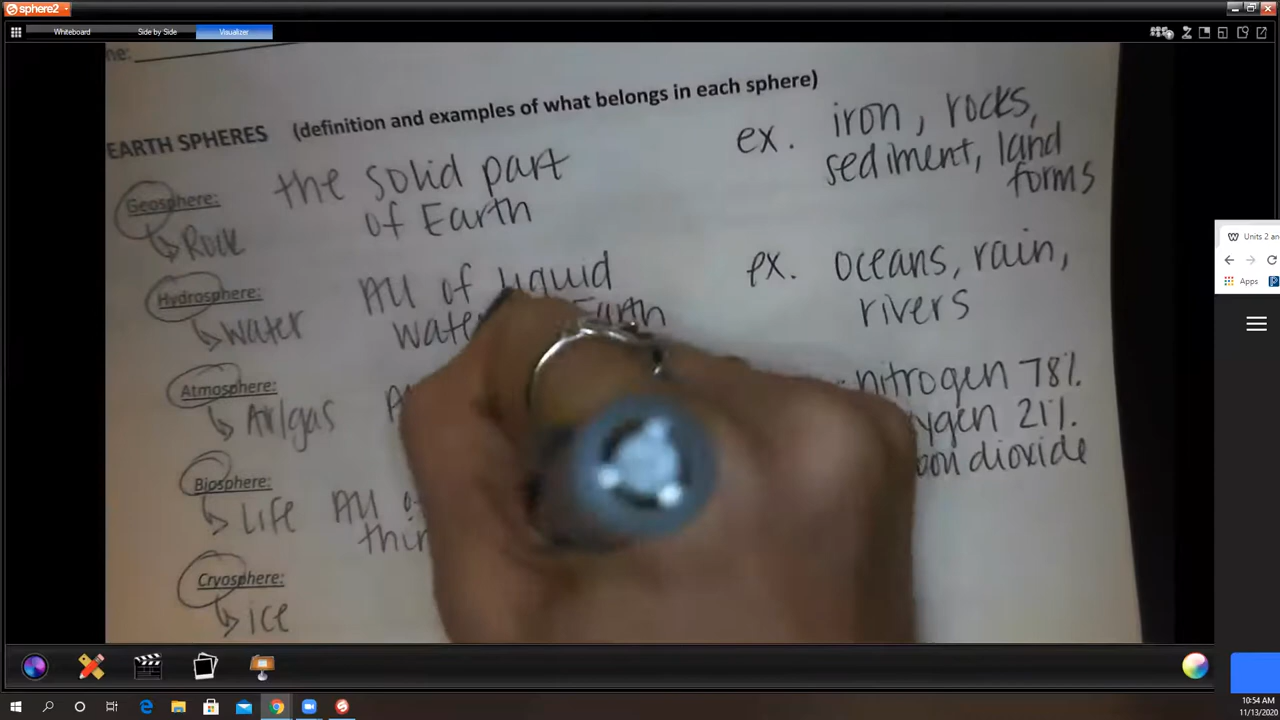 sphere2
Whiteboard
Side by Side
Visualizer
EARTH SPHERES (definition and examples of what belongs in each sphere)
Geosphere: the solid part
of Earth
Rock
ex. iron, rocks,
sediment, land
forms
Hydrosphere: All of liquid
Water
Earth
ex. oceans, rain,
rivers
Atmosphere:
Air/gas
nitrogen 78%.
21%.
dioxide
Biosphere:
Life All
Cryosphere:
ice
Units 2 and
Apps
10:54 AM
11/13/2020